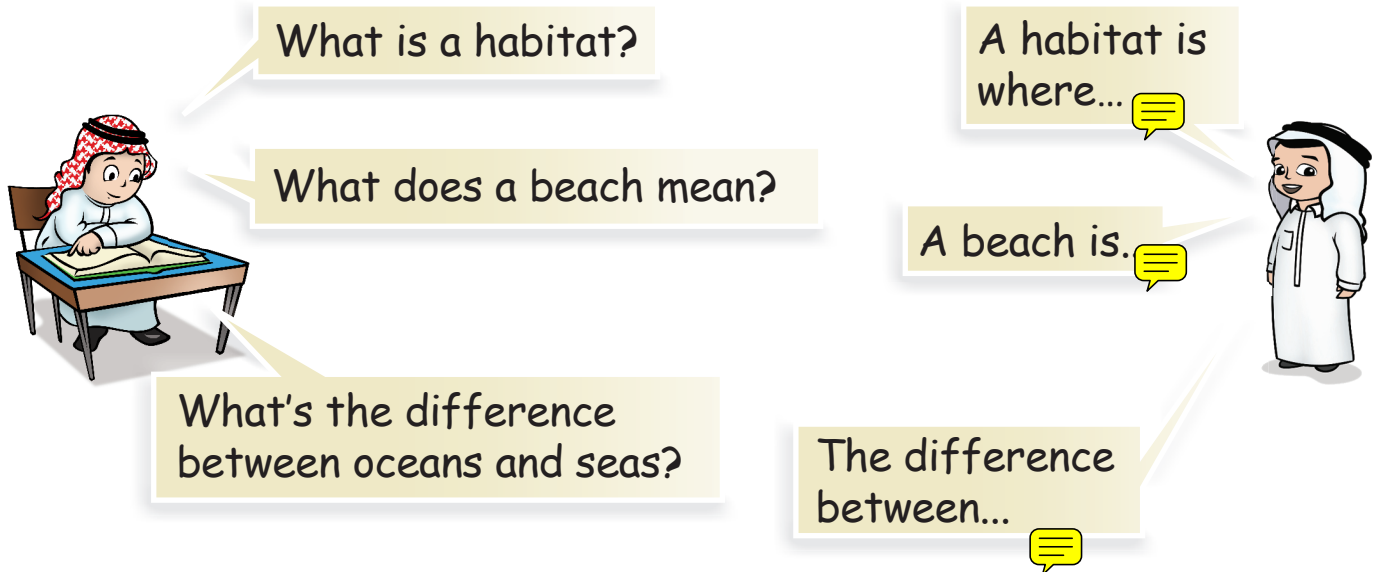 What is a habitat?
A habitat is
where...
What does a beach mean?
A beach is..
What's the difference
between oceans and seas?
The difference
between...